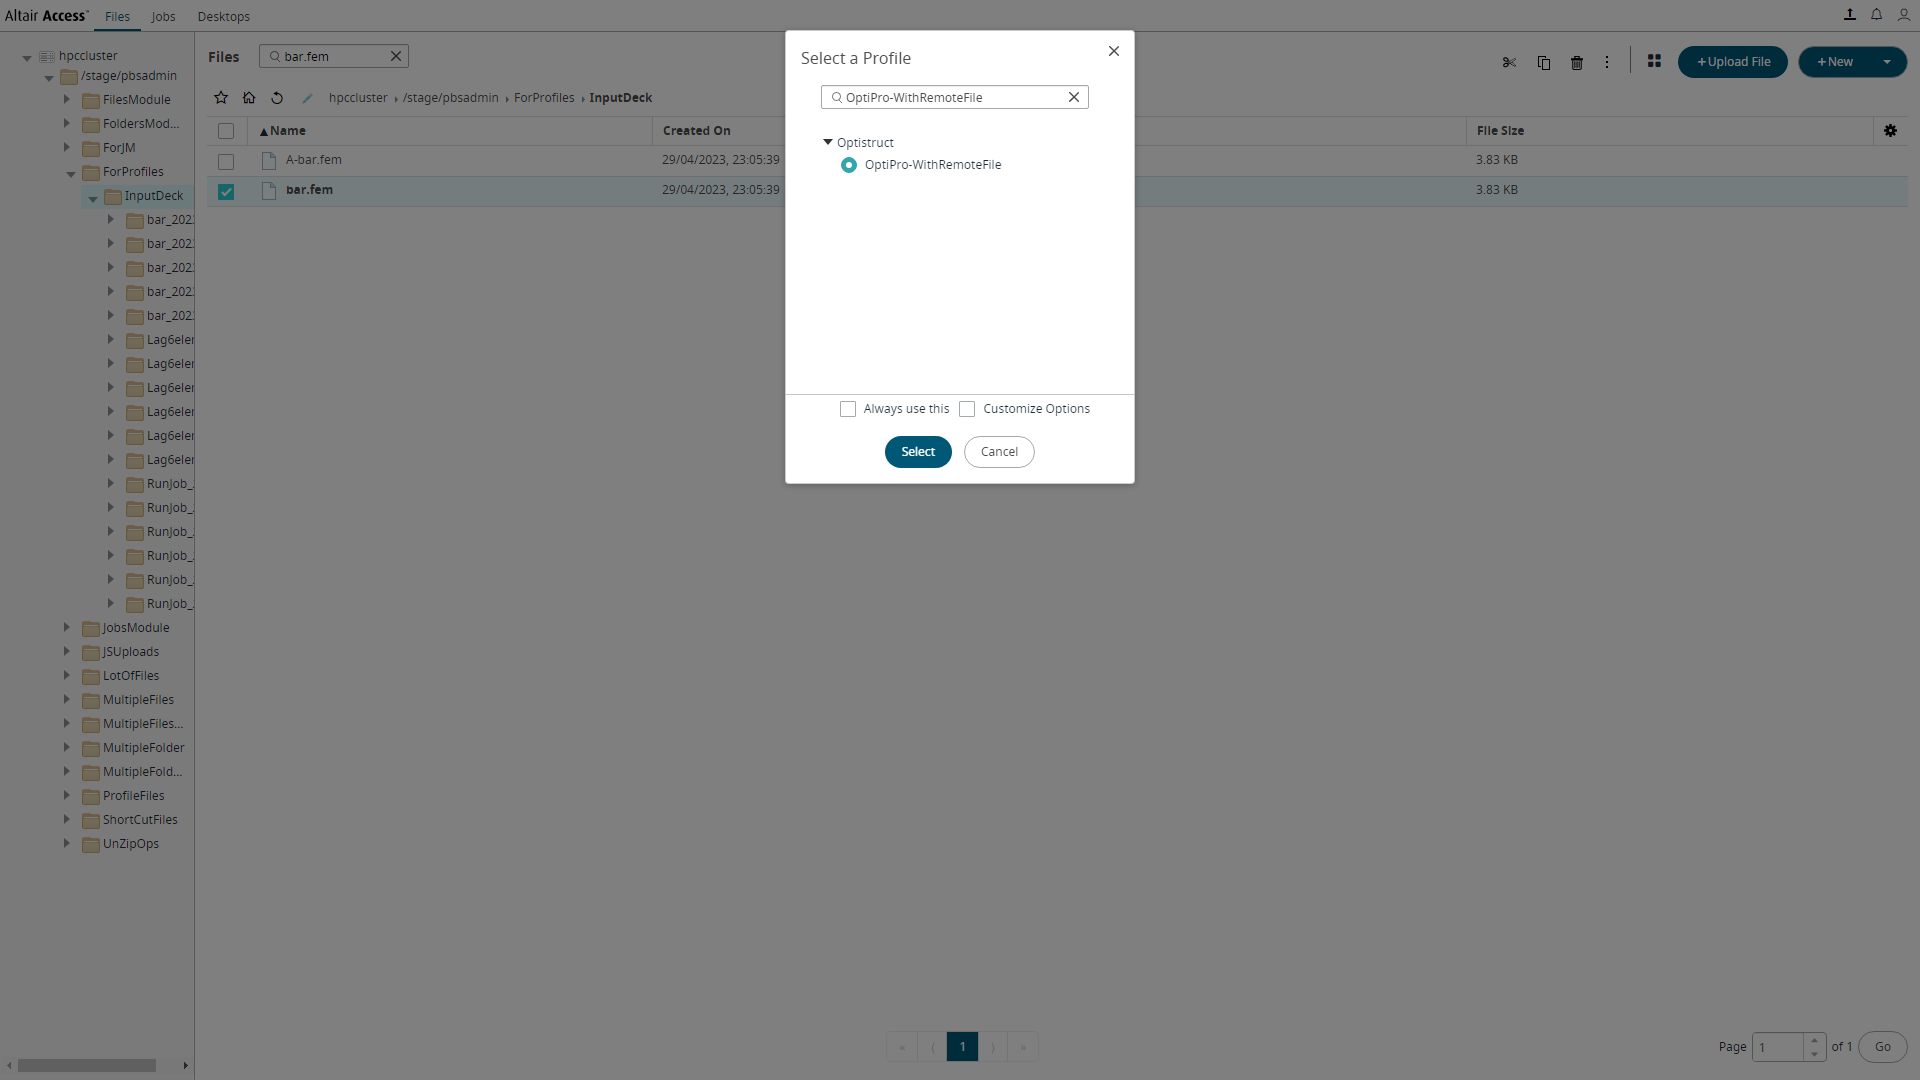 Altair Access™
Files
Jobs
Desktops
hpccluster
/stage/pbsadmin
FilesModule
FoldersMod...
ForJM
ForProfiles
InputDeck
bar_202
bar_202
bar_202
bar_202
bar_202
Lag6eler
Lag6eler
Lag6eler
Lag6eler
Lag6eler
Lag6eler
RunJob_
RunJob_
RunJob_
RunJob_
RunJob_
RunJob_
JobsModule
JSUploads
LotOfFiles
MultipleFiles
MultipleFiles...
MultipleFolder
MultipleFold...
ProfileFiles
ShortCutFiles
UnZipOps
Files
bar.fem
+Upload File
+New
hpccluster › /stage/pbsadmin › ForProfiles › InputDeck
▲Name
Created On
File Size
A-bar.fem
29/04/2023, 23:05:39
3.83 KB
bar.fem
29/04/2023, 23:05:39
3.83 KB
Select a Profile
OptiPro-WithRemoteFile
Optistruct
OptiPro-WithRemoteFile
Always use this
Customize Options
Select
Cancel
« ⟨ 1 ⟩ »
Page 1 of 1 Go